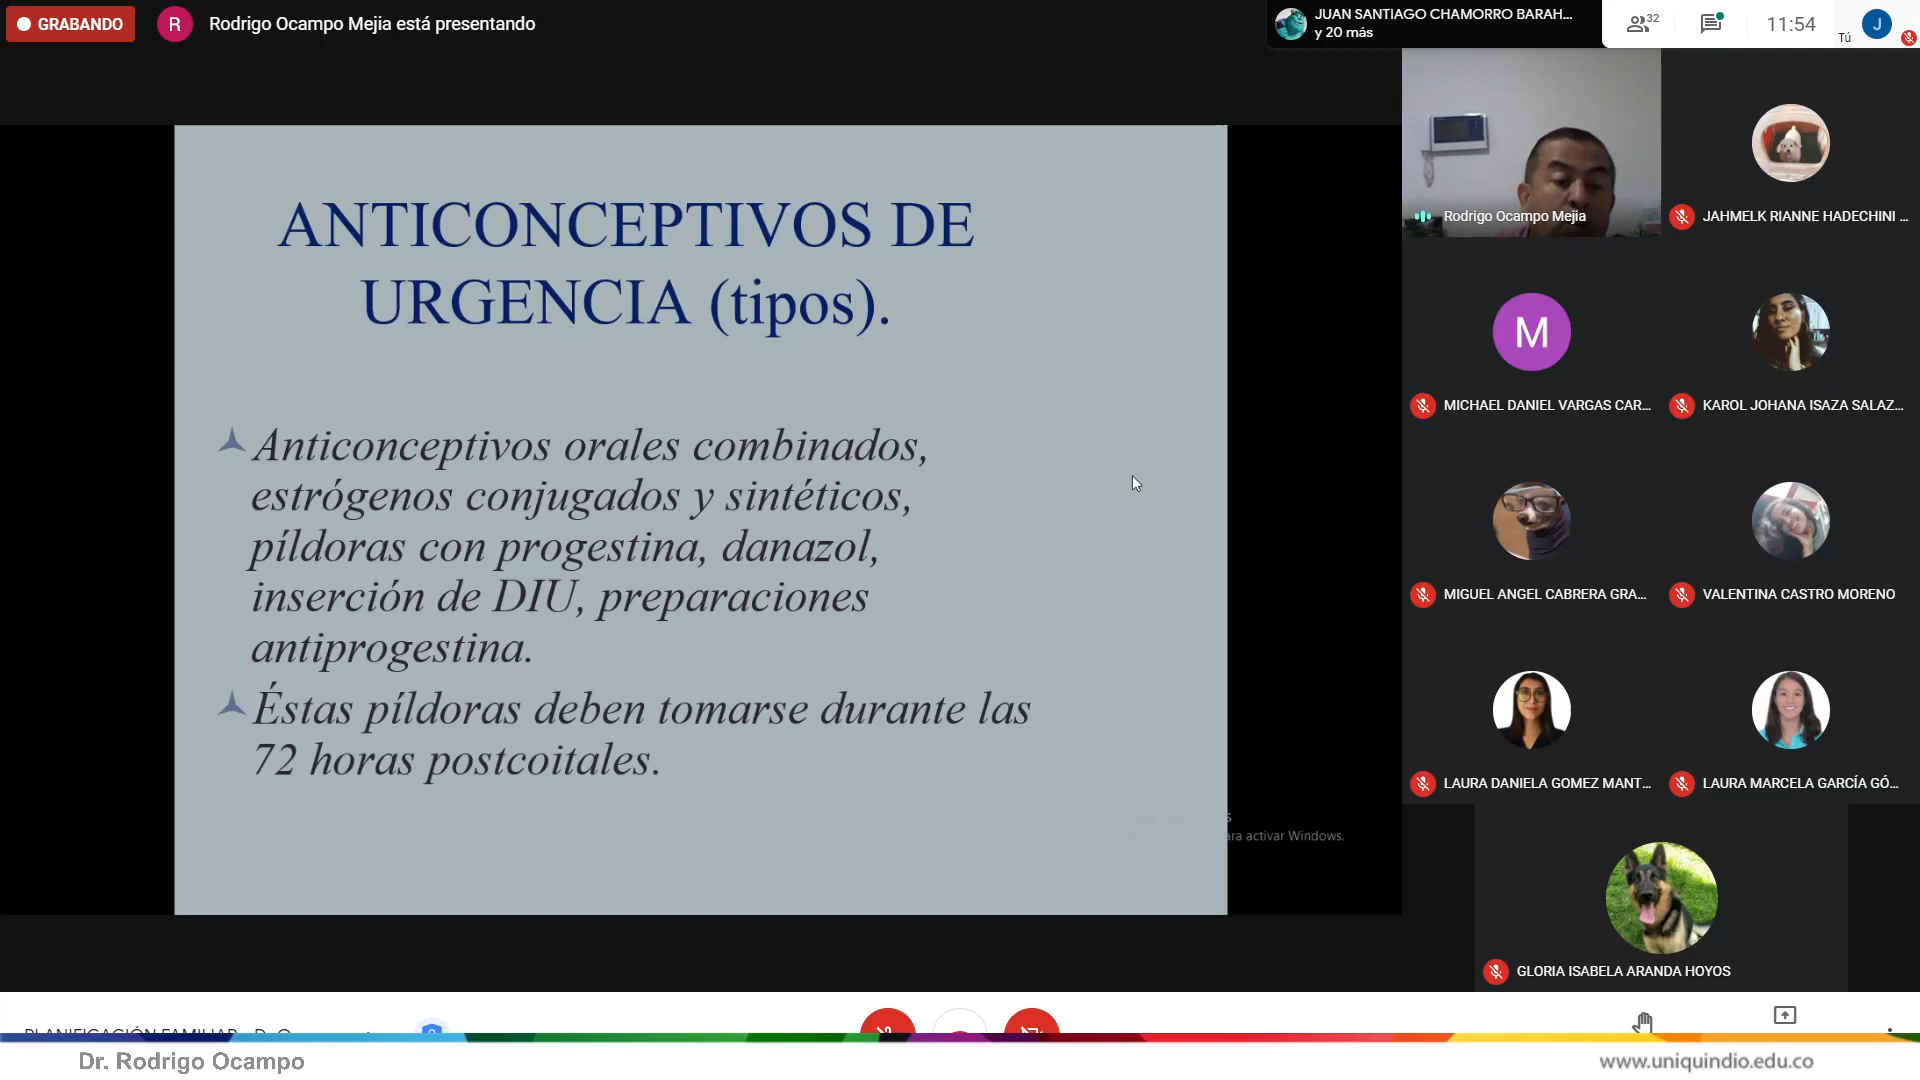 GRABANDO
R
Rodrigo Ocampo Mejia está presentando
JUAN SANTIAGO CHAMORRO BARAH...
y 20 más
32
11:54
Tú
J
ANTICONCEPTIVOS DE
URGENCIA (tipos).
Anticonceptivos orales combinados,
estrógenos conjugados y sintéticos,
píldoras con progestina, danazol,
inserción de DIU, preparaciones
antiprogestina.
Éstas píldoras deben tomarse durante las
72 horas postcoitales.
ara activar Windows.
Rodrigo Ocampo Mejia
JAHMELK RIANNE HADECHINI ...
M
MICHAEL DANIEL VARGAS CAR...
KAROL JOHANA ISAZA SALAZ...
MIGUEL ANGEL CABRERA GRA...
VALENTINA CASTRO MORENO
LAURA DANIELA GOMEZ MANT...
LAURA MARCELA GARCÍA GÓ...
GLORIA ISABELA ARANDA HOYOS
PLANIFICACIÓN FAMILIAR
Dr. Rodrigo Ocampo
www.uniquindio.edu.co